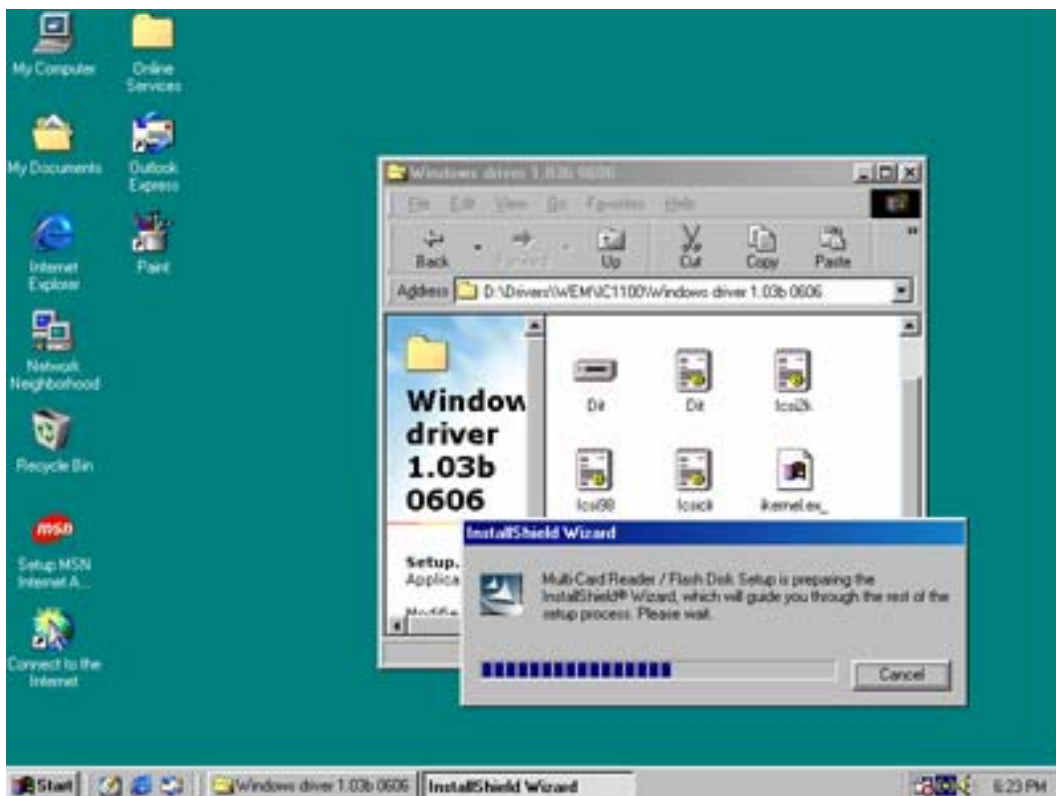 My Computer
Online
Services
My Documents
Outlook
Express
Internet
Explorer
Paint
Network
Neighborhood
Recycle Bin
msn
Setup MSN
Internet A...
Connect to the
Internet
Windows driver 1.03b 0606
File Edit View Go Favorites Help
Back Forward Up Cut Copy Paste
Address D:\Drivers\WEM\IC1100\Windows driver 1.03b 0606
Window
driver
1.03b
0606
Setup.
Applica
Modifie
Dit Dit Icsi2k
Icsi98 Icsicli ikernel.ex_
InstallShield Wizard
Multi-Card Reader / Flash Disk Setup is preparing the
InstallShield® Wizard, which will guide you through the rest of the
setup process. Please wait.
Cancel
Start Windows driver 1.03b 0606 InstallShield Wizard 6:23 PM